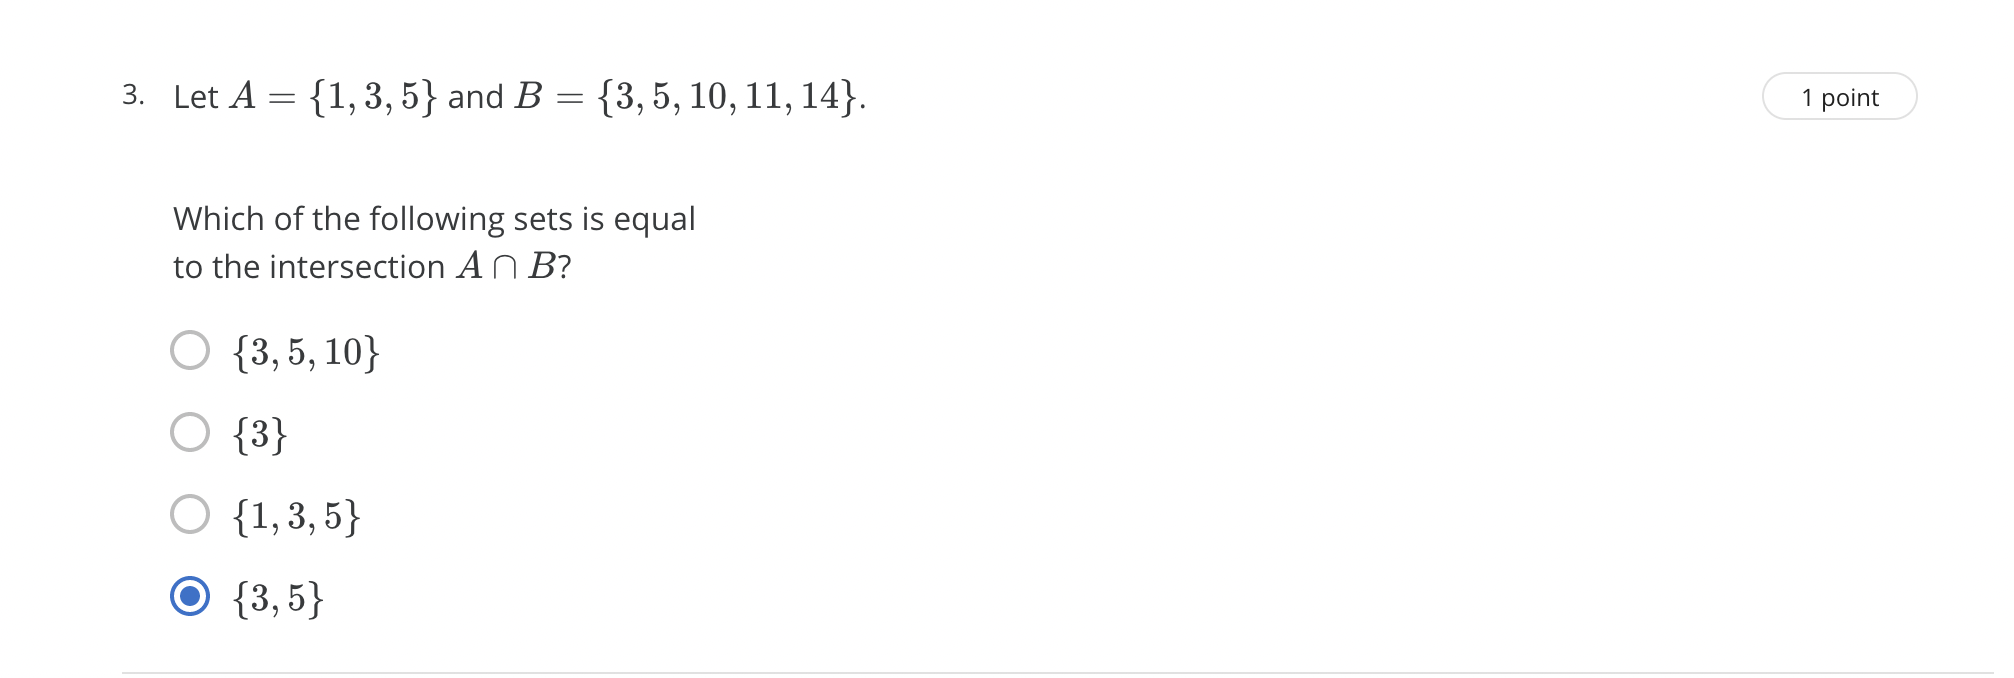 3. Let A = {1, 3, 5} and B = {3, 5, 10, 11, 14}.
1 point
Which of the following sets is equal
to the intersection A ∩ B?
{3, 5, 10}
{3}
{1, 3, 5}
{3, 5}